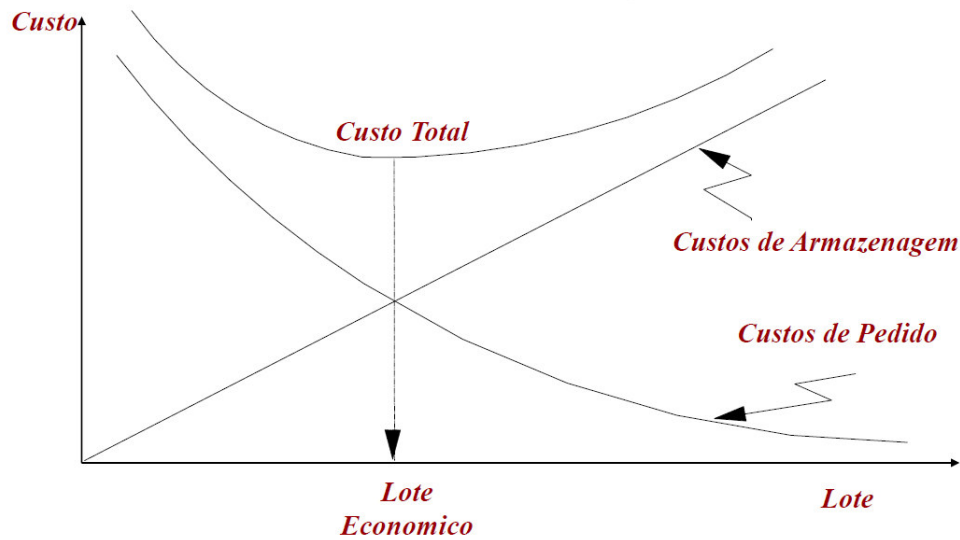 Custo
Custo Total
Custos de Armazenagem
Custos de Pedido
Lote
Economico
Lote